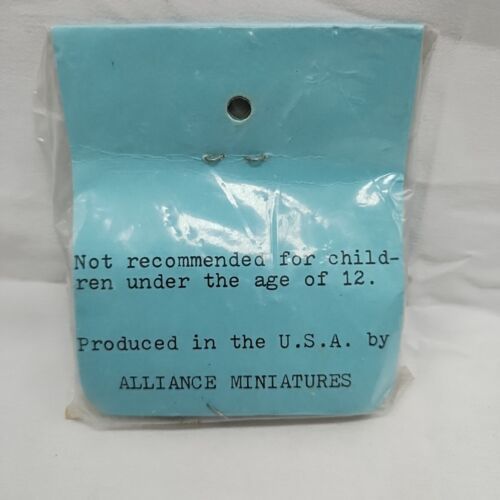 Not recommended for child-
ren under the age of 12.
Produced in the U.S.A. by
ALLIANCE MINIATURES